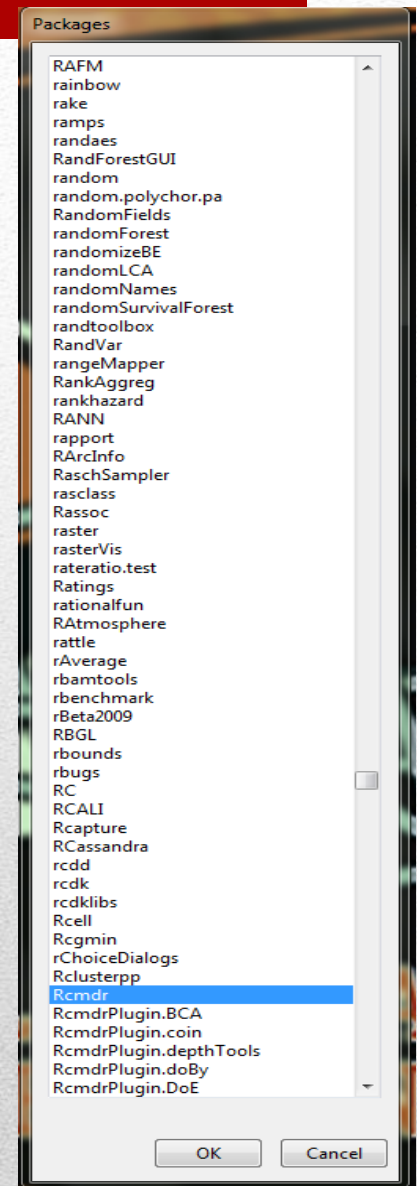 Packages
RAFM
rainbow
rake
ramps
randaes
RandForestGUI
random
random.polychor.pa
RandomFields
randomForest
randomizeBE
randomLCA
randomNames
randomSurvivalForest
randtoolbox
RandVar
rangeMapper
RankAggreg
rankhazard
RANN
rapport
RArcInfo
RaschSampler
rasclass
Rassoc
raster
rasterVis
rateratio.test
Ratings
rationalfun
RAtmosphere
rattle
rAverage
rbamtools
rbenchmark
rBeta2009
RBGL
rbounds
rbugs
RC
RCALI
Rcapture
RCassandra
rcdd
rcdk
rcdklibs
Rcell
Rcgmin
rChoiceDialogs
Rclusterpp
Rcmdr
RcmdrPlugin.BCA
RcmdrPlugin.coin
RcmdrPlugin.depthTools
RcmdrPlugin.doBy
RcmdrPlugin.DoE
OK Cancel